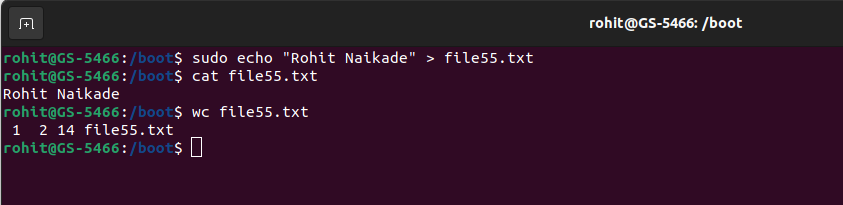 rohit@GS-5466: /boot
rohit@GS-5466:/boot$ sudo echo "Rohit Naikade" > file55.txt
rohit@GS-5466:/boot$ cat file55.txt
Rohit Naikade
rohit@GS-5466:/boot$ wc file55.txt
 1  2 14 file55.txt
rohit@GS-5466:/boot$